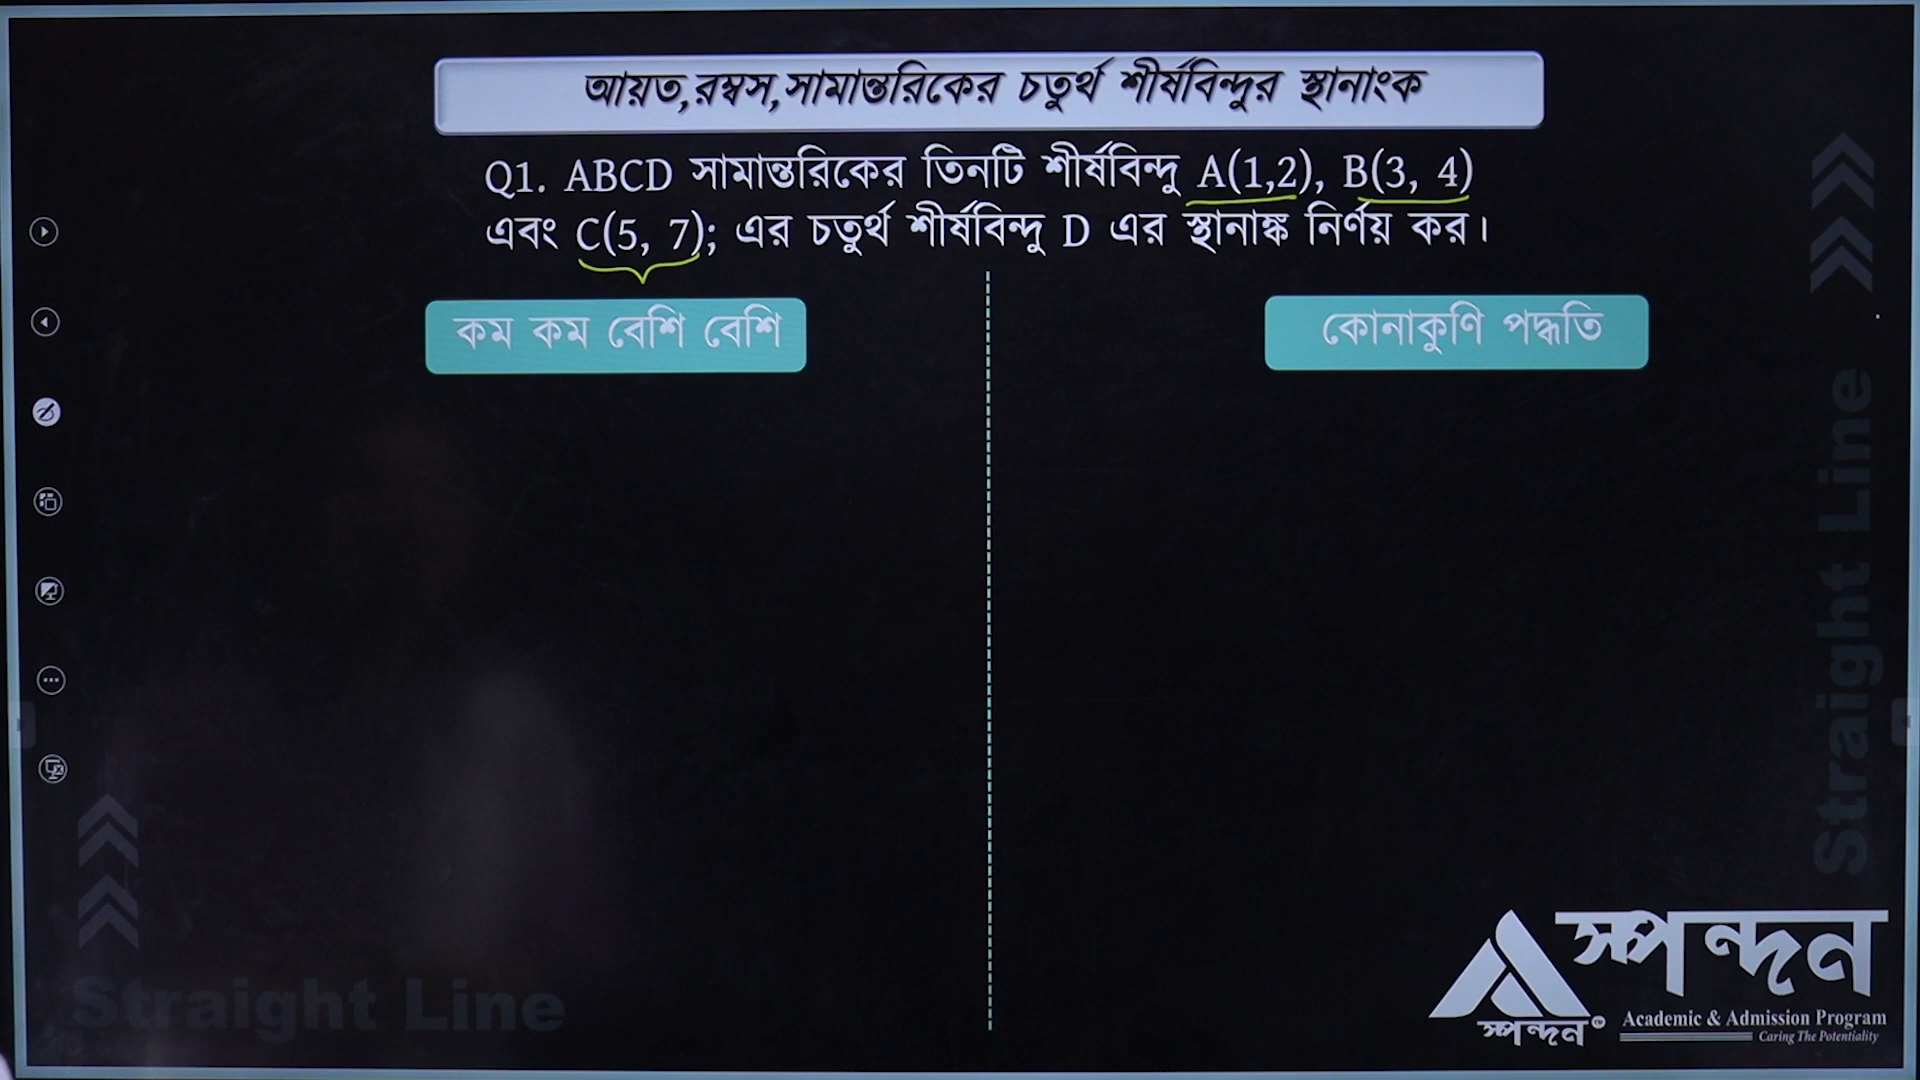 আয়ত,রম্বস,সামান্তরিকের চতুর্থ শীর্ষবিন্দুর স্থানাংক
Q1. ABCD সামান্তরিকের তিনটি শীর্ষবিন্দু A(1,2), B(3, 4)
এবং C(5, 7); এর চতুর্থ শীর্ষবিন্দু D এর স্থানাঙ্ক নির্ণয় কর।
কম কম বেশি বেশি
কোনাকুণি পদ্ধতি
Straight Line
Straight Line
স্পন্দন
স্পন্দন
Academic & Admission Program
Caring The Potentiality